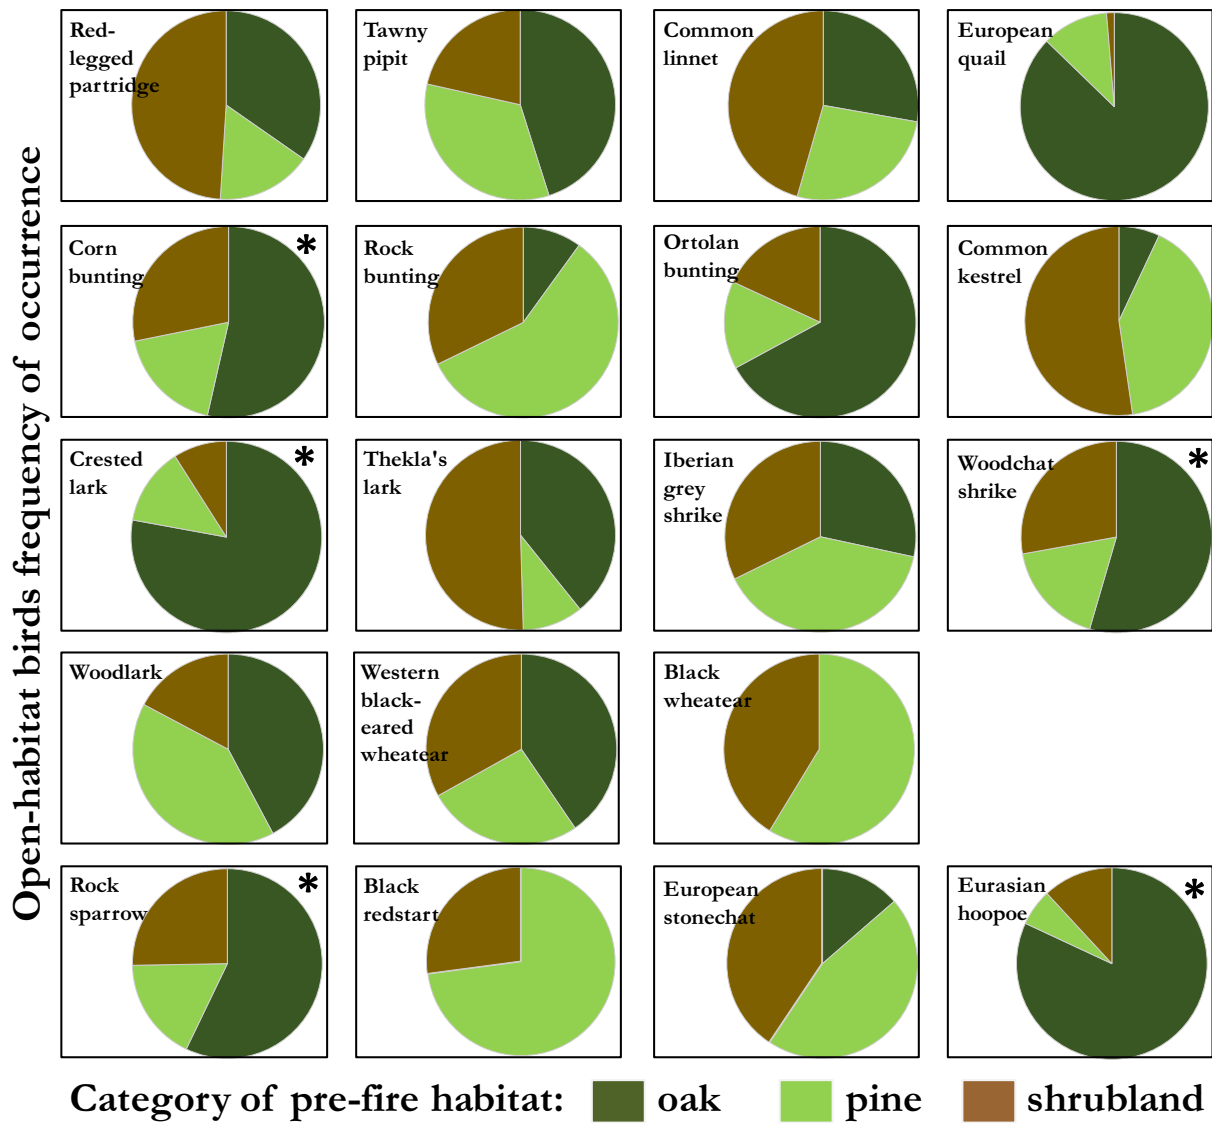 Open-habitat birds frequency of occurrence
Red-
legged
partridge
Tawny
pipit
Common
linnet
European
quail
Corn
bunting
*
Rock
bunting
Ortolan
bunting
Common
kestrel
Crested
lark
*
Thekla's
lark
Iberian
grey
shrike
Woodchat
shrike
*
Woodlark
Western
black-
eared
wheatear
Black
wheatear
Rock
sparrow
*
Black
redstart
European
stonechat
Eurasian
hoopoe
*
Category of pre-fire habitat: oak pine shrubland